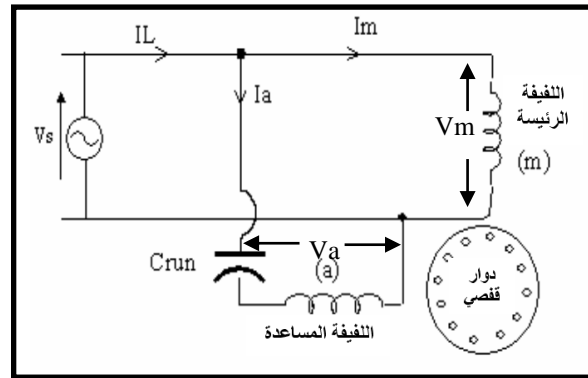 IL
Im
Ia
Vs
Vm
اللفيفة
الرئيسة
(m)
Crun
Va
(a)
اللفيفة المساعدة
دوار
قفصي